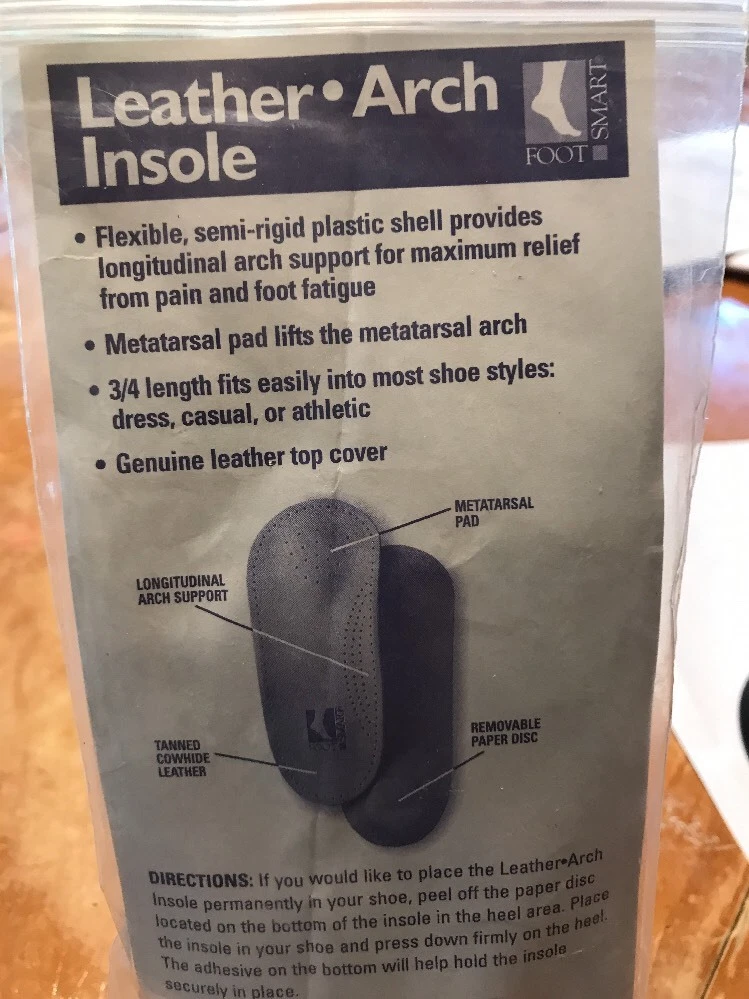 Leather•Arch
Insole
FOOT SMART
• Flexible, semi-rigid plastic shell provides
longitudinal arch support for maximum relief
from pain and foot fatigue
• Metatarsal pad lifts the metatarsal arch
• 3/4 length fits easily into most shoe styles:
dress, casual, or athletic
• Genuine leather top cover
METATARSAL
PAD
LONGITUDINAL
ARCH SUPPORT
FOOT SMART
TANNED
COWHIDE
LEATHER
REMOVABLE
PAPER DISC
DIRECTIONS: If you would like to place the Leather•Arch
Insole permanently in your shoe, peel off the paper disc
located on the bottom of the insole in the heel area. Place
the insole in your shoe and press down firmly on the heel.
The adhesive on the bottom will help hold the insole
securely in place.